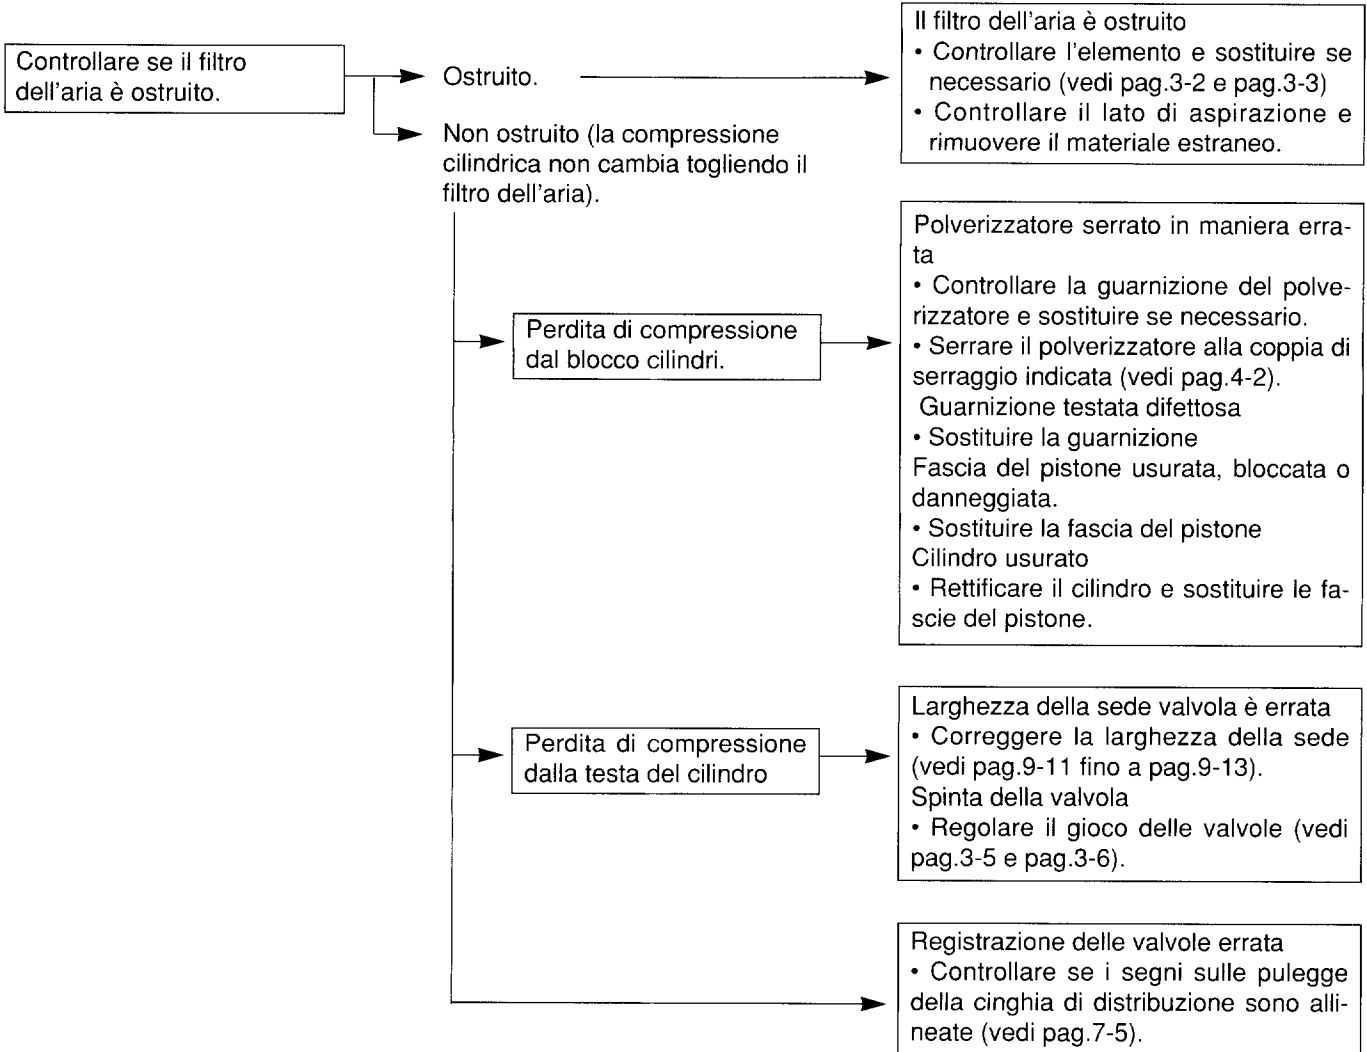 Controllare se il filtro
dell'aria è ostruito.
Ostruito.
Il filtro dell'aria è ostruito
• Controllare l'elemento e sostituire se
necessario (vedi pag.3-2 e pag.3-3)
• Controllare il lato di aspirazione e
rimuovere il materiale estraneo.
Non ostruito (la compressione
cilindrica non cambia togliendo il
filtro dell'aria).
Perdita di compressione
dal blocco cilindri.
Polverizzatore serrato in maniera erra-
ta
• Controllare la guarnizione del polve-
rizzatore e sostituire se necessario.
• Serrare il polverizzatore alla coppia di
serraggio indicata (vedi pag.4-2).
Guarnizione testata difettosa
• Sostituire la guarnizione
Fascia del pistone usurata, bloccata o
danneggiata.
• Sostituire la fascia del pistone
Cilindro usurato
• Rettificare il cilindro e sostituire le fa-
scie del pistone.
Perdita di compressione
dalla testa del cilindro
Larghezza della sede valvola è errata
• Correggere la larghezza della sede
(vedi pag.9-11 fino a pag.9-13).
Spinta della valvola
• Regolare il gioco delle valvole (vedi
pag.3-5 e pag.3-6).
Registrazione delle valvole errata
• Controllare se i segni sulle pulegge
della cinghia di distribuzione sono alli-
neate (vedi pag.7-5).